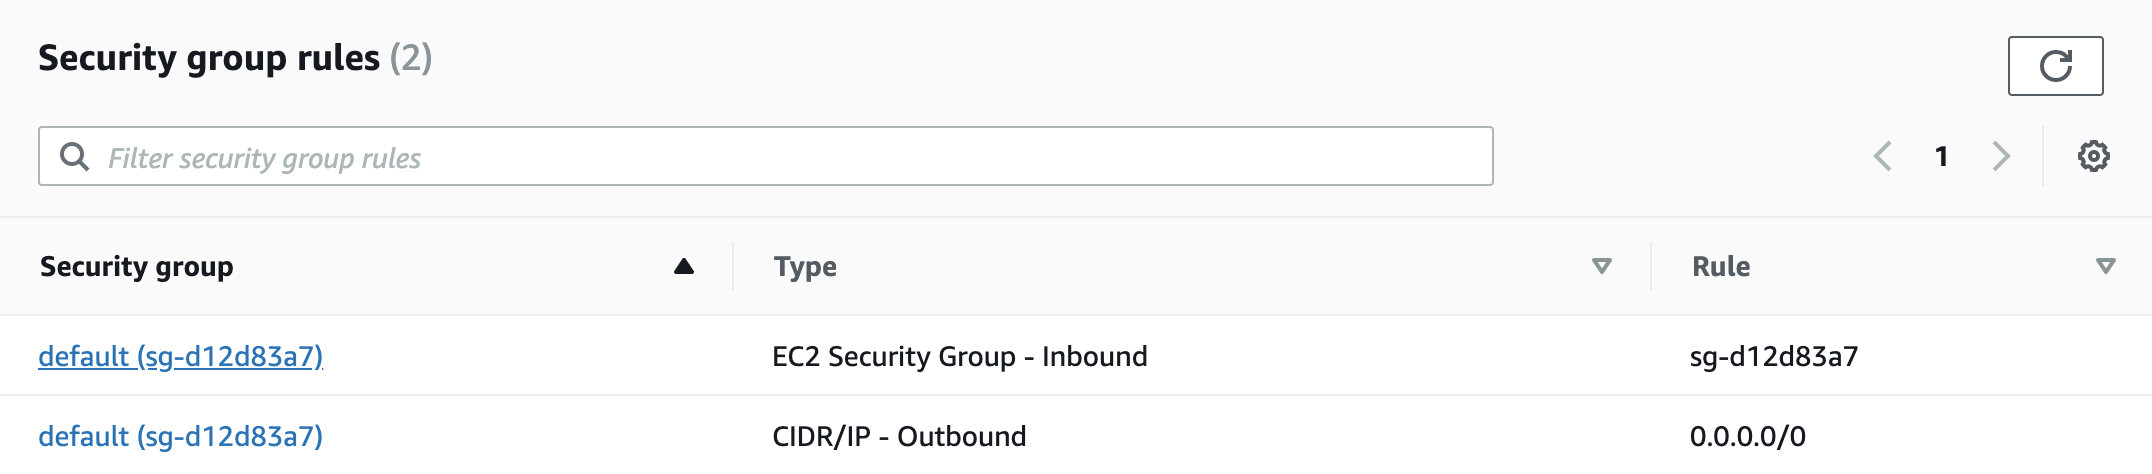 Security group rules (2)
Filter security group rules
1
Security group Type Rule
default (sg-d12d83a7) EC2 Security Group - Inbound sg-d12d83a7
default (sg-d12d83a7) CIDR/IP - Outbound 0.0.0.0/0